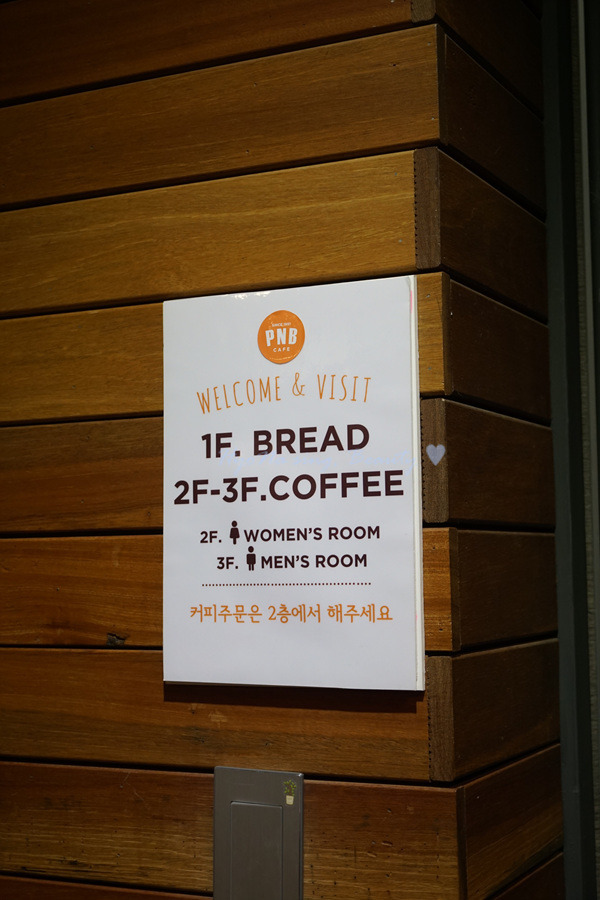 PNB
CAFE
WELCOME & VISIT
1F. BREAD
2F-3F.COFFEE
2F. WOMEN'S ROOM
3F. MEN'S ROOM
커피주문은 2층에서 해주세요